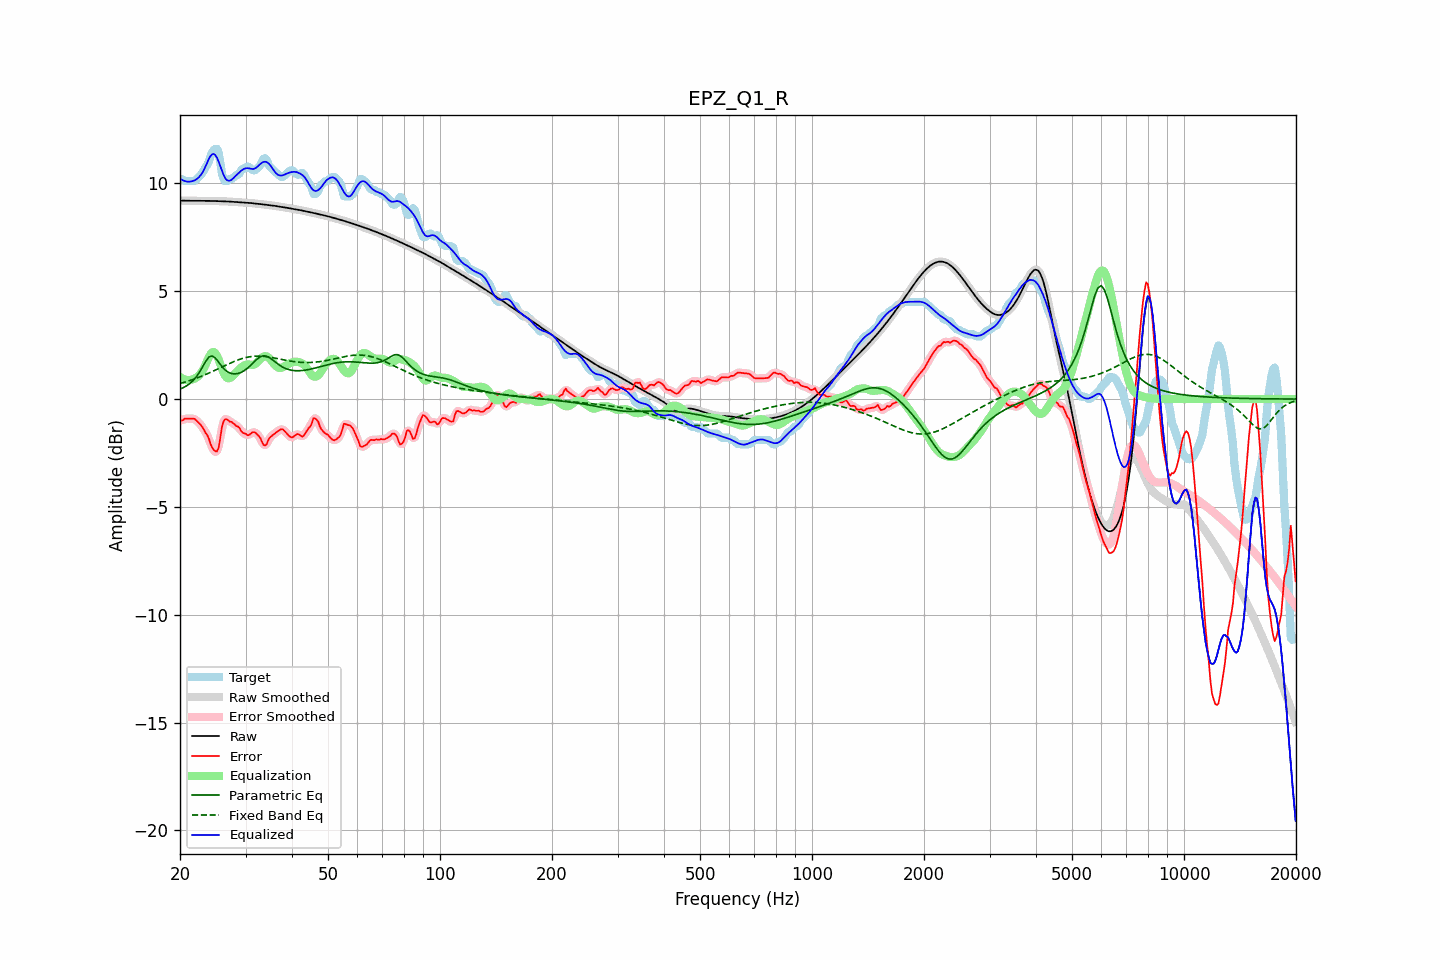 EPZ_Q1_R
Amplitude (dBr)
10
5
0
−5
−10
−15
−20
Target
Raw Smoothed
Error Smoothed
Raw
Error
Equalization
Parametric Eq
Fixed Band Eq
Equalized
20 50 100 200 500 1000 2000 5000 10000 20000
Frequency (Hz)